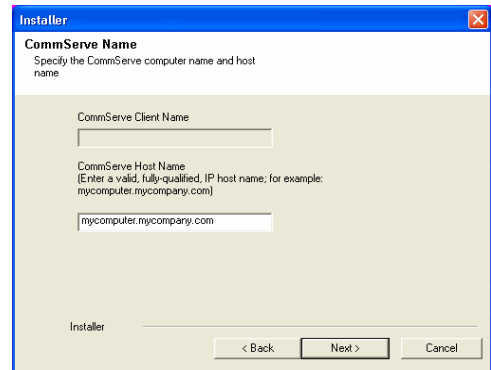 Installer
CommServe Name
Specify the CommServe computer name and host
name
CommServe Client Name
CommServe Host Name
(Enter a valid, fully-qualified, IP host name; for example:
mycomputer.mycompany.com)
mycomputer.mycompany.com
Installer
< Back Next > Cancel